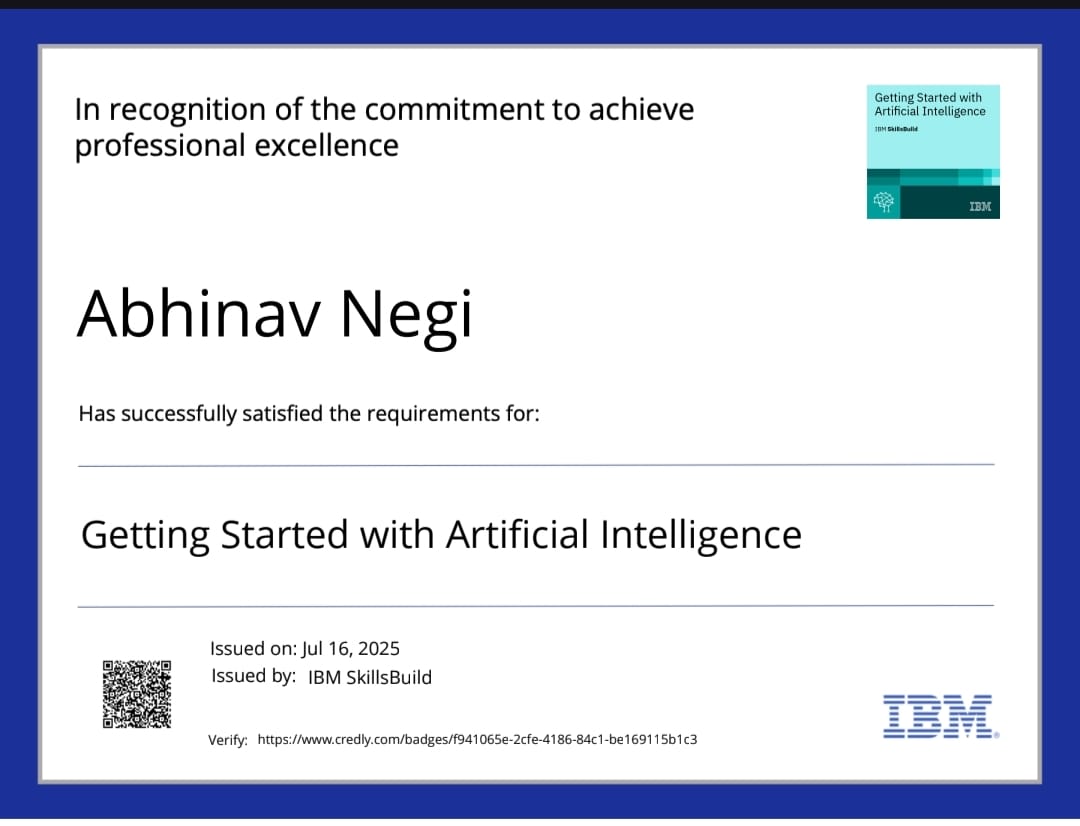 In recognition of the commitment to achieve
professional excellence
Getting Started with
Artificial Intelligence
IBM SkillsBuild
IBM
Abhinav Negi
Has successfully satisfied the requirements for:
Getting Started with Artificial Intelligence
Issued on: Jul 16, 2025
Issued by: IBM SkillsBuild
Verify: https://www.credly.com/badges/f941065e-2cfe-4186-84c1-be169115b1c3
IBM®